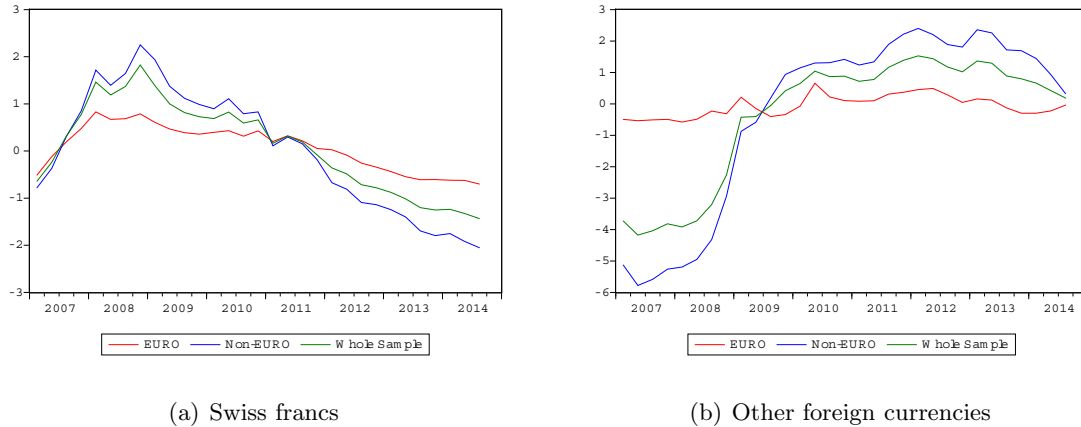 3
2
1
0
-1
-2
-3
2007 2008 2009 2010 2011 2012 2013 2014
EURO Non-EURO Whole Sample
(a) Swiss francs
3
2
1
0
-1
-2
-3
-4
-5
-6
2007 2008 2009 2010 2011 2012 2013 2014
EURO Non-EURO Whole Sample
(b) Other foreign currencies